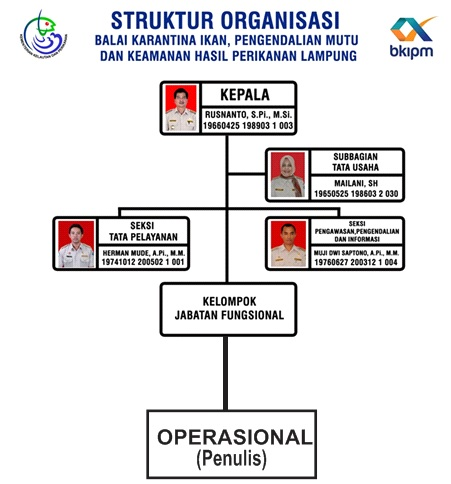 STRUKTUR ORGANISASI
BALAI KARANTINA IKAN, PENGENDALIAN MUTU
DAN KEAMANAN HASIL PERIKANAN LAMPUNG
bkipm
KEPALA
RUSNANTO, S.Pi., M.Si.
19660425 198903 1 003
SUBBAGIAN
TATA USAHA
MAILANI, SH
19650525 198603 2 030
SEKSI
TATA PELAYANAN
HERMAN MUDE, A.Pi., M.M.
19741012 200502 1 001
SEKSI
PENGAWASAN,PENGENDALIAN
DAN INFORMASI
MUJI DWI SAPTONO, A.Pi., M.M.
19760627 200312 1 004
KELOMPOK
JABATAN FUNGSIONAL
OPERASIONAL
(Penulis)